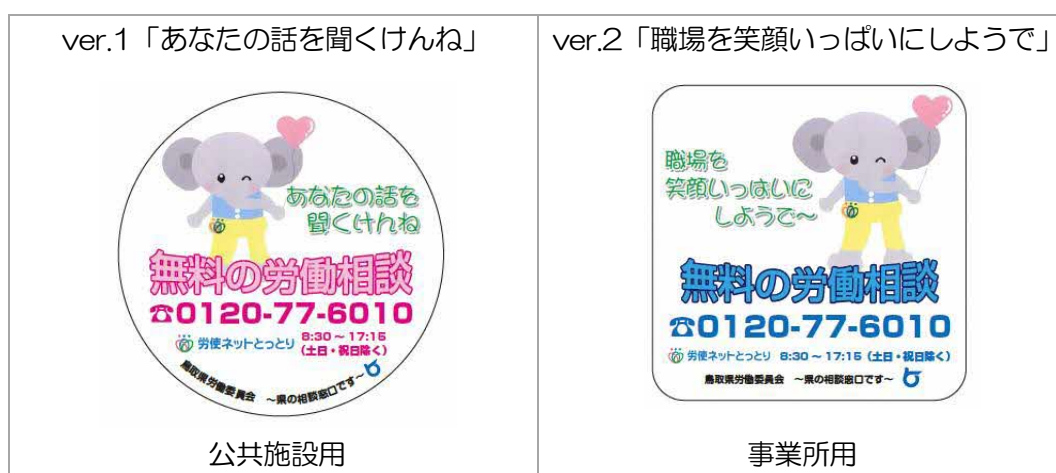 ver.1「あなたの話を聞くけんね」
あなたの話を
聞くけんね
無料の労働相談
☎0120-77-6010
労使ネットとっとり
8:30~17:15
(土日・祝日除く)
鳥取県労働委員会 ~県の相談窓口です~
公共施設用
ver.2「職場を笑顔いっぱいにしようで」
職場を
笑顔いっぱいに
しようで~
無料の労働相談
☎0120-77-6010
労使ネットとっとり 8:30~17:15(土日・祝日除く)
鳥取県労働委員会 ~県の相談窓口です~
事業所用